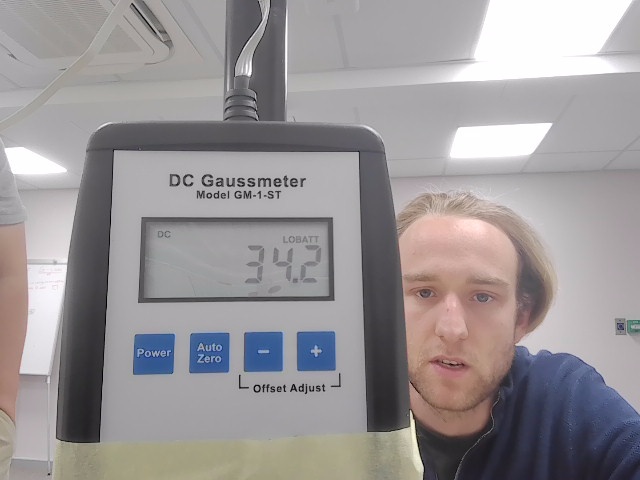 DC Gaussmeter
Model GM-1-ST
DC
LOBATT
34.2
Power
Auto
Zero
−
+
Offset Adjust